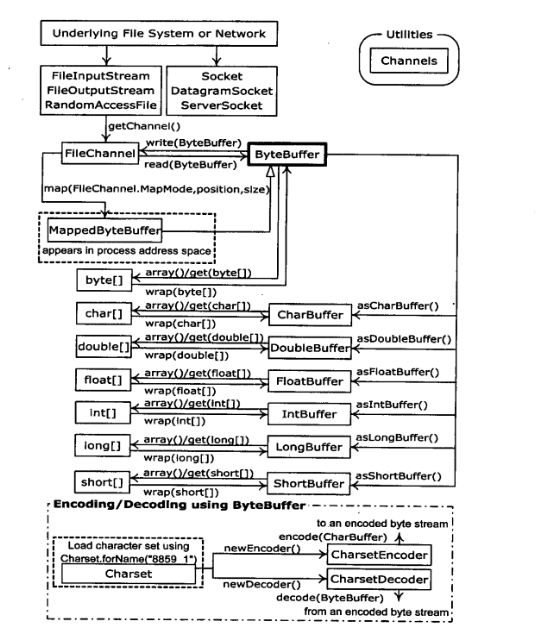 Underlying File System or Network
Utilities
Channels
FileInputStream
FileOutputStream
RandomAccessFile
Socket
DatagramSocket
ServerSocket
getChannel()
FileChannel
write(ByteBuffer)
read(ByteBuffer)
ByteBuffer
map(FileChannel.MapMode,position,size)
MappedByteBuffer
appears in process address space
byte[]
array()/get(byte[])
wrap(byte[])
char[]
array()/get(char[])
wrap(char[])
CharBuffer
asCharBuffer()
double[]
array()/get(double[])
wrap(double[])
DoubleBuffer
asDoubleBuffer()
float[]
array()/get(float[])
wrap(float[])
FloatBuffer
asFloatBuffer()
int[]
array()/get(int[])
wrap(int[])
IntBuffer
asIntBuffer()
long[]
array()/get(long[])
wrap(long[])
LongBuffer
asLongBuffer()
short[]
array()/get(short[])
wrap(short[])
ShortBuffer
asShortBuffer()
Encoding/Decoding using ByteBuffer
to an encoded byte stream
encode(CharBuffer)
Load character set using
Charset.forName("8859_1")
Charset
newEncoder()
CharsetEncoder
newDecoder()
CharsetDecoder
decode(ByteBuffer)
from an encoded byte stream